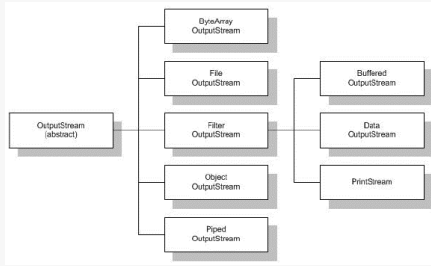 ByteArray
OutputStream
File
OutputStream
Buffered
OutputStream
OutputStream
(abstract)
Filter
OutputStream
Data
OutputStream
Object
OutputStream
PrintStream
Piped
OutputStream